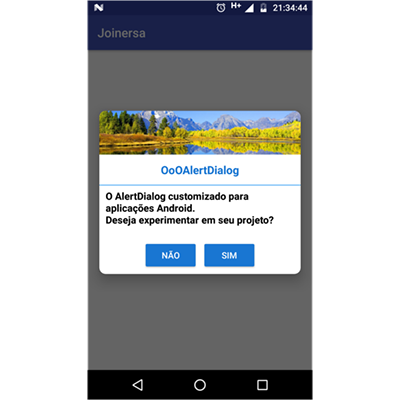 H+ 21:34:44
Joinersa
OoOAlertDialog
O AlertDialog customizado para
aplicações Android.
Deseja experimentar em seu projeto?
NÃO SIM